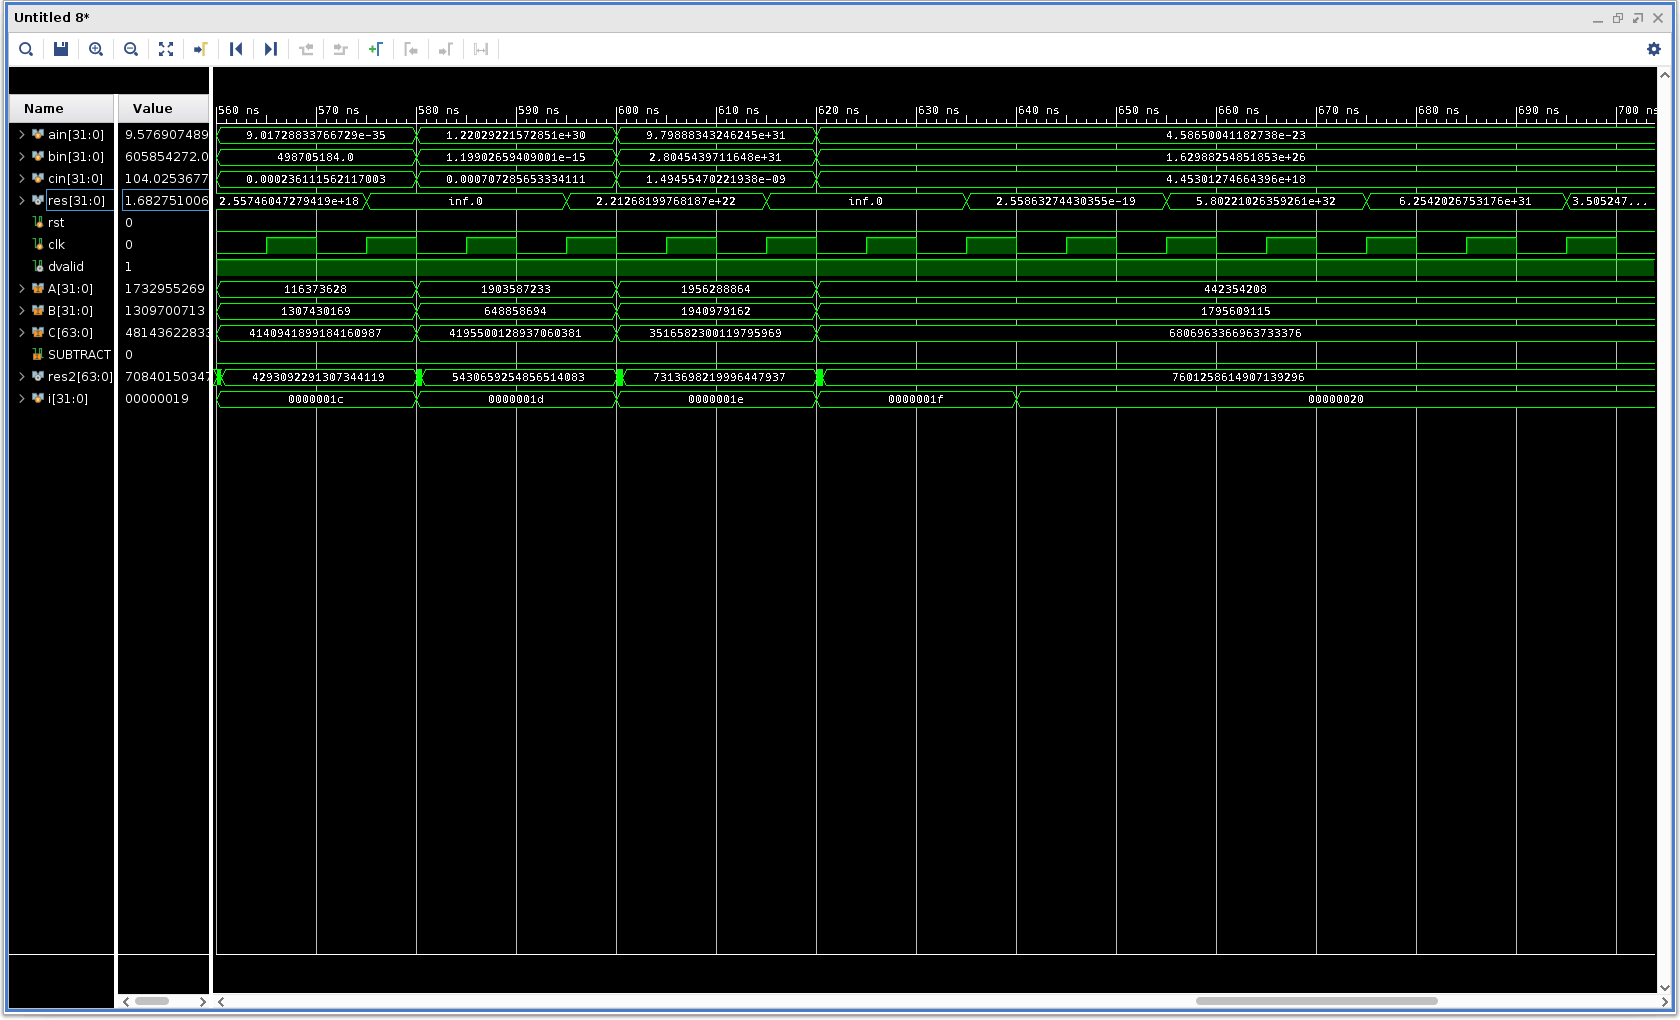 Untitled 8*
Name Value
560 ns 570 ns 580 ns 590 ns 600 ns 610 ns 620 ns 630 ns 640 ns 650 ns 660 ns 670 ns 680 ns 690 ns 700 ns
ain[31:0] 9.576907489 9.01728833766729e-35 1.22029221572851e+30 9.79888343246245e+31 4.58650041182738e-23
bin[31:0] 605854272.0 498705184.0 1.19902659409001e-15 2.8045439711648e+31 1.62988254851853e+26
cin[31:0] 104.0253677 0.000236111562117003 0.000707285653334111 1.49455470221938e-09 4.45301274664396e+18
res[31:0] 1.682751006 2.55746047279419e+18 inf.0 2.21268199768187e+22 inf.0 2.55863274430355e-19 5.80221026359261e+32 6.2542026753176e+31 3.505247...
rst 0
clk 0
dvalid 1
A[31:0] 1732955269 116373628 1903587233 1956288864 442354208
B[31:0] 1309700713 1307430169 648858694 1940979162 1795609115
C[63:0] 48143622833 4140941899184160987 4195500128937060381 3516582300119795969 6806963366963733376
SUBTRACT 0
res2[63:0] 70840150347 4293092291307344119 5430659254856514083 7313698219996447937 7601258614907139296
i[31:0] 00000019 0000001c 0000001d 0000001e 0000001f 00000020